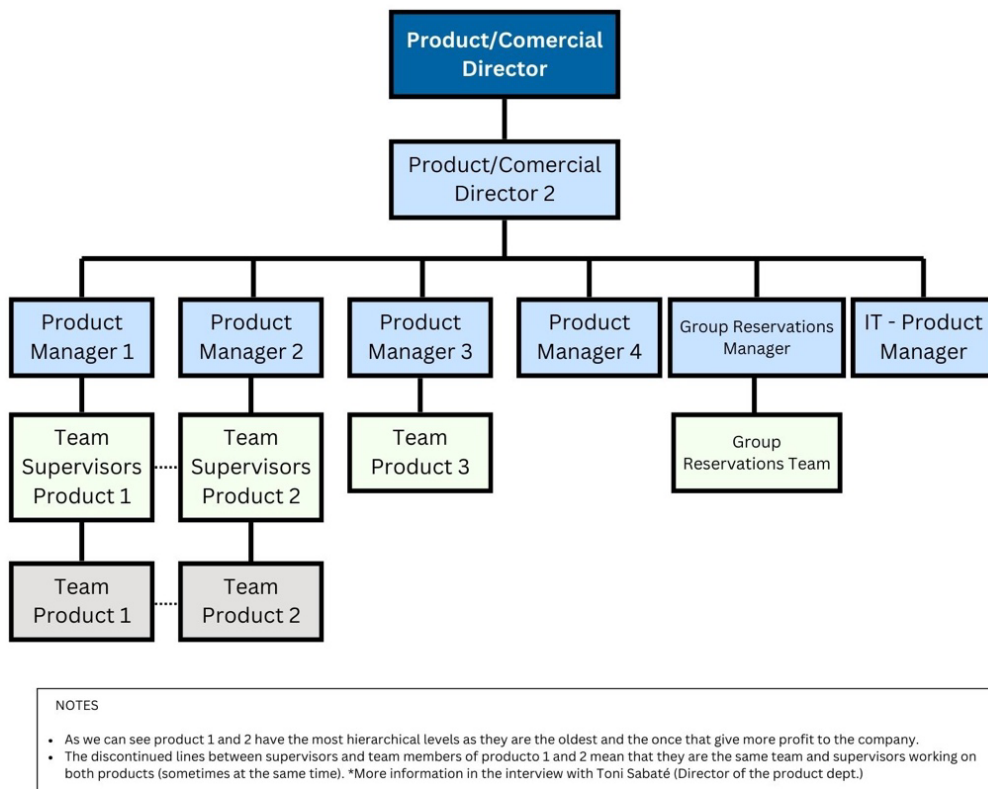 Product/Comercial
Director
Product/Comercial
Director 2
Product
Manager 1
Product
Manager 2
Product
Manager 3
Product
Manager 4
Group Reservations
Manager
IT - Product
Manager
Team
Supervisors
Product 1
Team
Supervisors
Product 2
Team
Product 3
Group
Reservations Team
Team
Product 1
Team
Product 2
NOTES
• As we can see product 1 and 2 have the most hierarchical levels as they are the oldest and the once that give more profit to the company.
• The discontinued lines between supervisors and team members of producto 1 and 2 mean that they are the same team and supervisors working on
both products (sometimes at the same time). *More information in the interview with Toni Sabaté (Director of the product dept.)